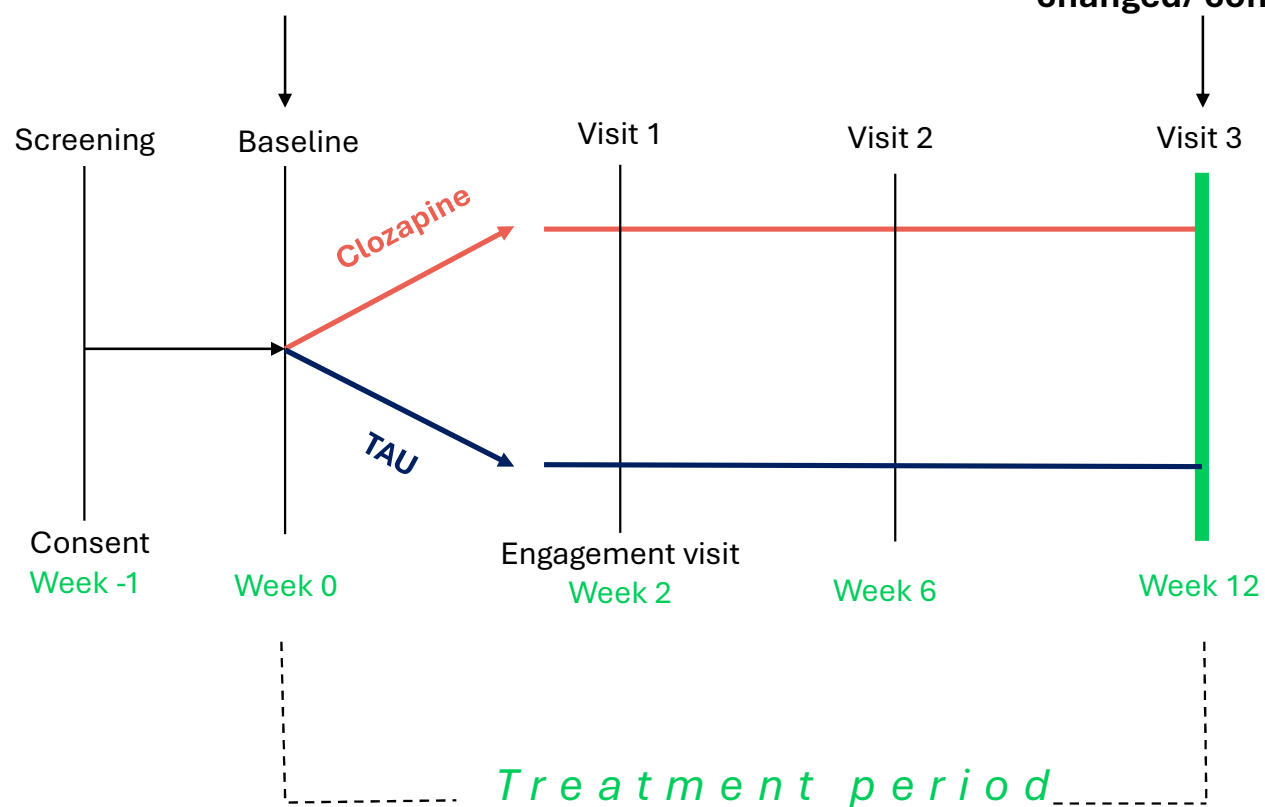 changed/
Screening
Baseline
Visit 1
Visit 2
Visit 3
Clozapine
TAU
Consent
Engagement visit
Week -1
Week 0
Week 2
Week 6
Week 12
Treatment period